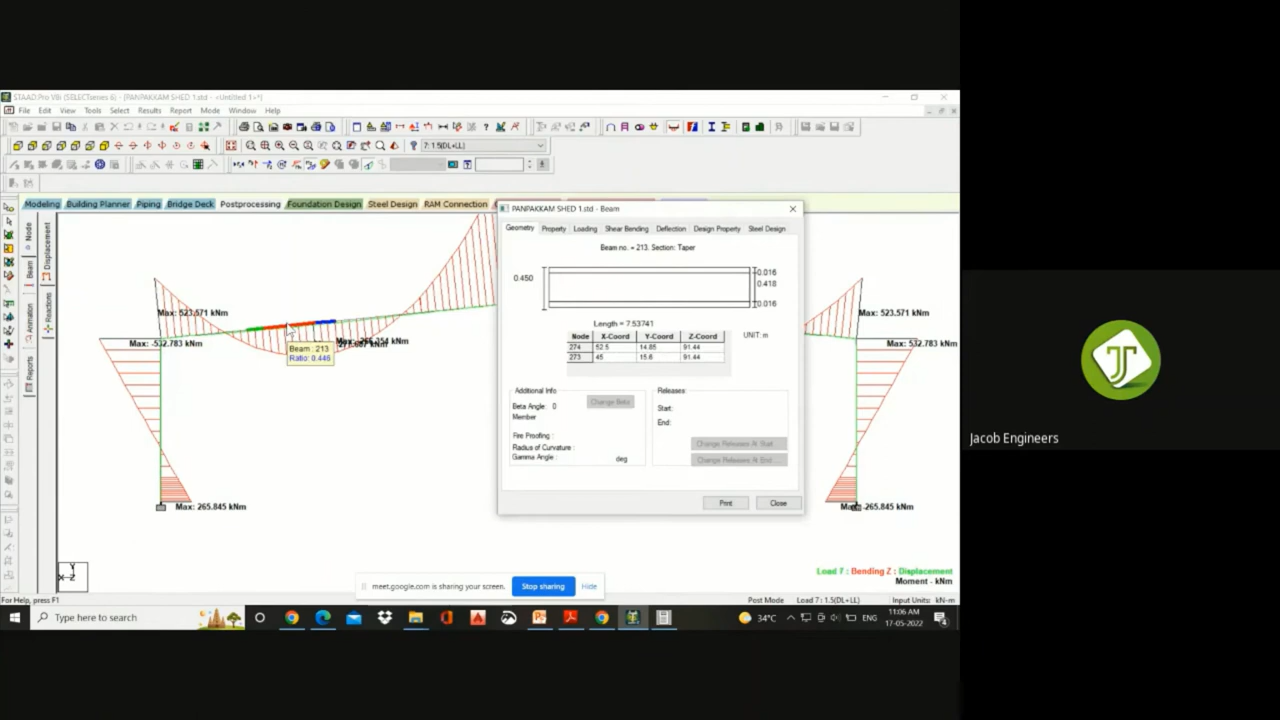 STAAD.Pro V8i (SELECTseries 6) - [PANPAKKAM SHED 1.std - <Untitled 1>*]
File Edit View Tools Select Results Report Mode Window Help
7: 1.5(DL+LL)
Modeling Building Planner Piping Bridge Deck Postprocessing Foundation Design Steel Design RAM Connection
Node
Beam
Animation
Reports
Displacement
Reactions
Max: 523.571 kNm
Max: -532.783 kNm
Max: 265.845 kNm
Beam : 213
Ratio: 0.446
PANPAKKAM SHED 1.std - Beam
Geometry Property Loading Shear Bending Deflection Design Property Steel Design
Beam no. = 213. Section: Taper
0.450
0.016
0.418
0.016
Length = 7.53741
UNIT: m
Node X-Coord Y-Coord Z-Coord
274 52.5 14.85 91.44
273 45 15.6 91.44
Additional Info
Beta Angle: 0
Change Beta
Member
Fire Proofing :
Radius of Curvature :
Gamma Angle : deg
Releases:
Start:
End:
Change Releases At Start ...
Change Releases At End ...
Print Close
Max: 523.571 kNm
Max: 532.783 kNm
Max: -265.845 kNm
Y
X Z
Load 7 : Bending Z : Displacement
Moment - kNm
meet.google.com is sharing your screen. Stop sharing Hide
For Help, press F1
Post Mode Load 7: 1.5(DL+LL) Input Units: kN-m
Type here to search
34°C ENG
11:06 AM
17-05-2022
Jacob Engineers